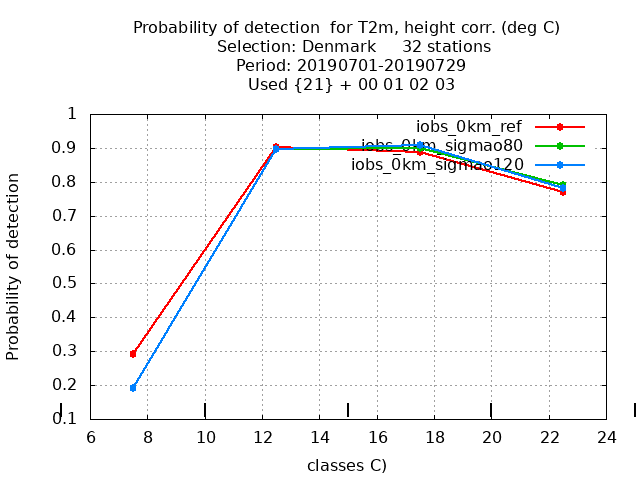 Probability of detection  for T2m, height corr. (deg C)
Selection: Denmark     32 stations
Period: 20190701-20190729
Used {21} + 00 01 02 03
iobs_0km_ref
iobs_0km_sigmao80
iobs_0km_sigmao120
Probability of detection
1
0.9
0.8
0.7
0.6
0.5
0.4
0.3
0.2
0.1
6 8 10 12 14 16 18 20 22 24
classes C)